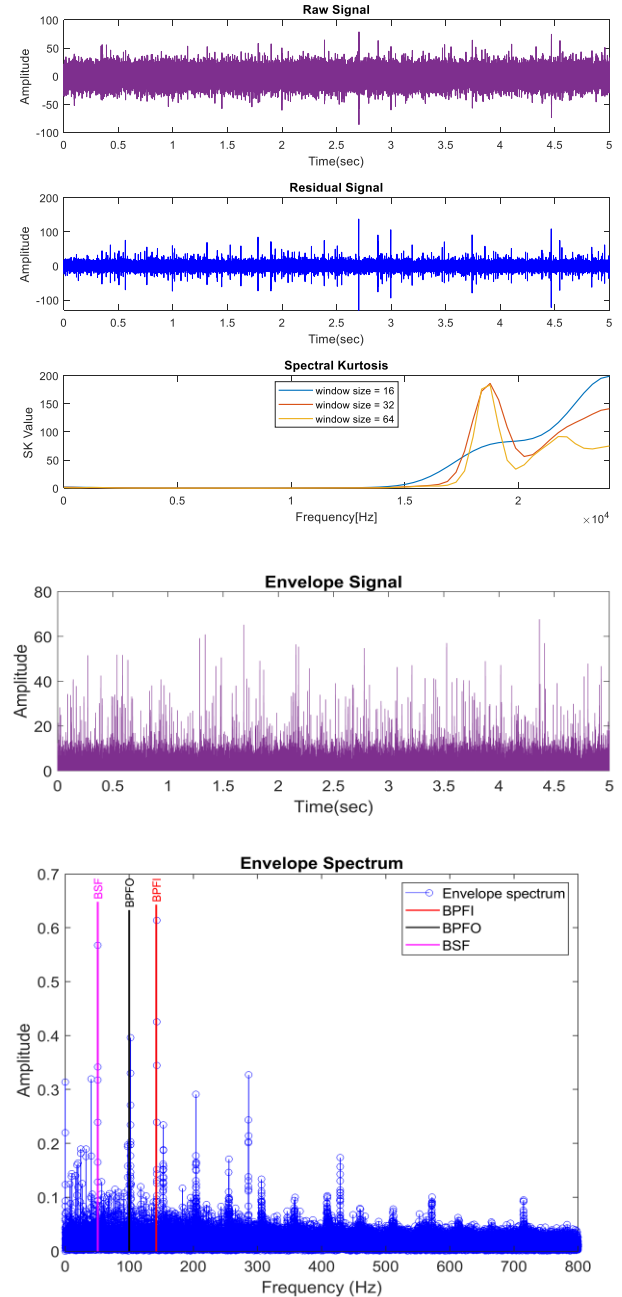 Raw Signal
100
50
0
-50
-100
Amplitude
0 0.5 1 1.5 2 2.5 3 3.5 4 4.5 5
Time(sec)
Residual Signal
200
100
0
-100
Amplitude
0 0.5 1 1.5 2 2.5 3 3.5 4 4.5 5
Time(sec)
Spectral Kurtosis
200
150
100
50
0
SK Value
window size = 16
window size = 32
window size = 64
0 0.5 1 1.5 2
×10⁴
Frequency[Hz]
Envelope Signal
80
60
40
20
0
Amplitude
0 0.5 1 1.5 2 2.5 3 3.5 4 4.5 5
Time(sec)
Envelope Spectrum
0.7
0.6
0.5
0.4
0.3
0.2
0.1
0
Amplitude
BSF
BPFO
BPFI
Envelope spectrum
BPFI
BPFO
BSF
0 100 200 300 400 500 600 700 800
Frequency (Hz)